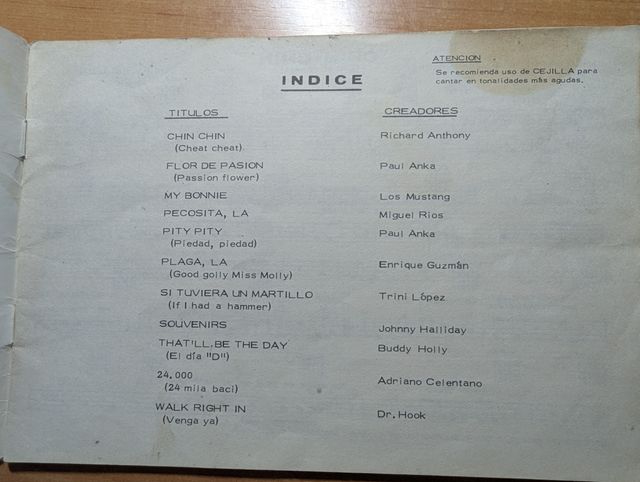 ATENCION
Se recomienda uso de CEJILLA para
cantar en tonalidades más agudas.
INDICE
TITULOS CREADORES
CHIN CHIN Richard Anthony
(Cheat cheat)
FLOR DE PASION Paul Anka
(Passion flower)
MY BONNIE Los Mustang
PECOSITA, LA Miguel Rios
PITY PITY Paul Anka
(Piedad, piedad)
PLAGA, LA Enrique Guzmán
(Good golly Miss Molly)
SI TUVIERA UN MARTILLO Trini López
(If I had a hammer)
SOUVENIRS Johnny Halliday
THAT'LL BE THE DAY Buddy Holly
(El día "D")
24.000 Adriano Celentano
(24 mila baci)
WALK RIGHT IN Dr. Hook
(Venga ya)